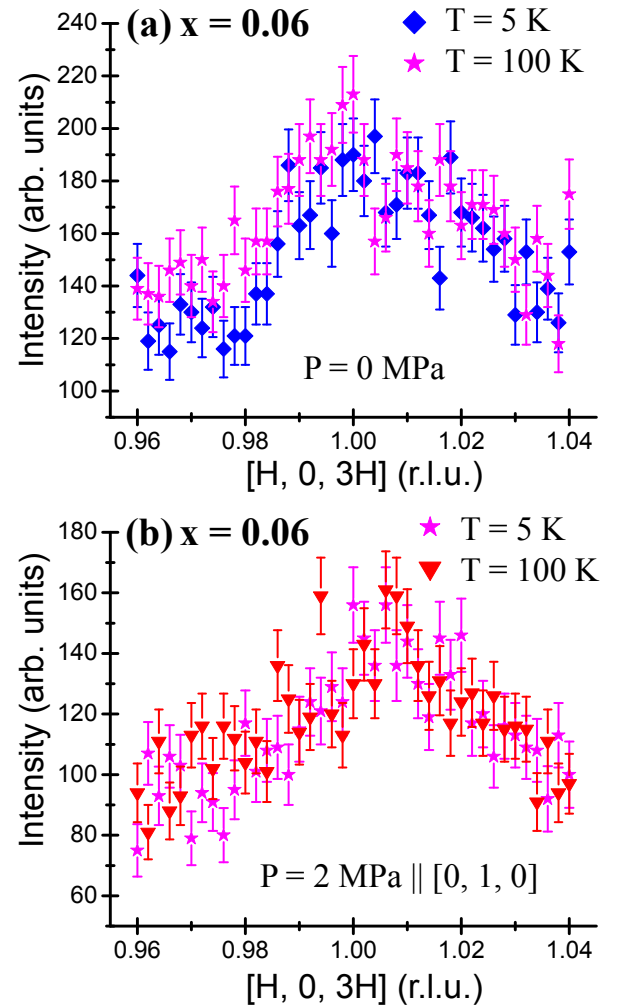 (a) x = 0.06
T = 5 K
T = 100 K
240
220
200
180
160
140
120
100
Intensity (arb. units)
P = 0 MPa
0.96 0.98 1.00 1.02 1.04
[H, 0, 3H] (r.l.u.)
(b) x = 0.06
T = 5 K
T = 100 K
180
160
140
120
100
80
60
Intensity (arb. units)
P = 2 MPa || [0, 1, 0]
0.96 0.98 1.00 1.02 1.04
[H, 0, 3H] (r.l.u.)